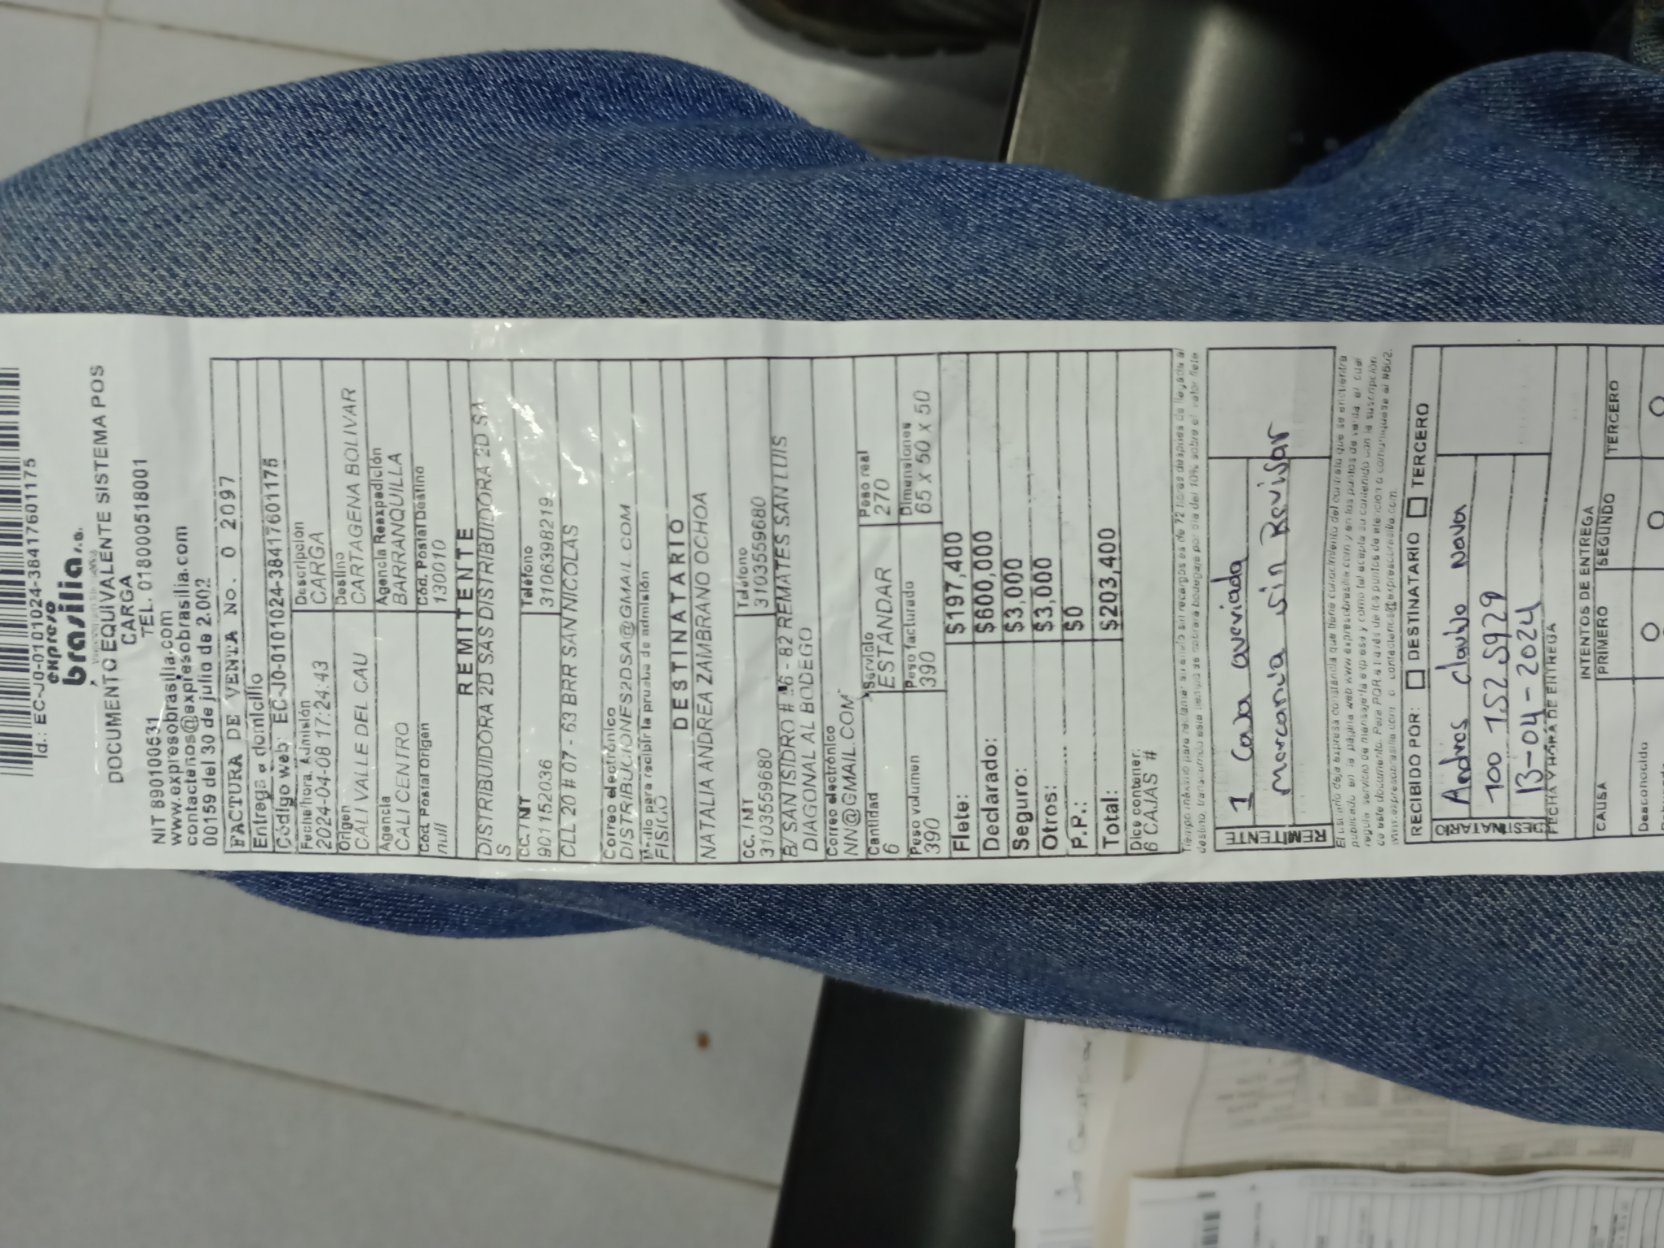 Id.: EC-J0-0101024-38417601175
expreso
brasilia s.a.
DOCUMENTO EQUIVALENTE SISTEMA POS
CARGA
TEL. 018000518001
NIT 890100531
www.expresobrasilia.com
contactenos@expresobrasilia.com
00159 del 30 de julio de 2.002
FACTURA DE VENTA No. O 2097
Entrega a domicilio
Código web: EC-J0-0101024-38417601175
Fecha/hora. Admisión
2024-04-08 17:24:43
Descripción
CARGA
Origen
CALI VALLE DEL CAU
Destino
CARTAGENA BOLIVAR
Agencia
CALI CENTRO
Agencia Reexpedición
BARRANQUILLA
Cód. Postal Origen
null
Cód. Postal Destino
130010
REMITENTE
DISTRIBUIDORA 2D SAS DISTRIBUIDORA 2D SA
S
CC. / NIT
901152036
Teléfono
3106398219
CLL 20 # 07 - 63 BRR SAN NICOLAS
Correo electrónico
DISTRIBUCIONES2DSA@GMAIL.COM
Medio para recibir la prueba de admisión
FISICO
DESTINATARIO
NATALIA ANDREA ZAMBRANO OCHOA
CC. / NIT
3103559680
Teléfono
3103559680
B/ SANTISIDRO # - 82 REMATES SAN LUIS
DIAGONAL AL BODEGO
Correo electrónico
NN@GMAIL.COM
Cantidad
6
Servicio
ESTANDAR
Peso real
270
Peso volumen
390
Peso facturado
390
Dimensiones
65 x 50 x 50
Flete: $197,400
Declarado: $600,000
Seguro: $3,000
Otros: $3,000
P.P.: $0
Total: $203,400
Dice contener:
6 CAJAS #
REMITENTE
1 Caja averiada
mercancia sin Revisar
RECIBIDO POR: DESTINATARIO TERCERO
DESTINATARIO
Andres claudo Nova
100 152 5929
13-04-2024
FECHA Y HORA DE ENTREGA
INTENTOS DE ENTREGA
CAUSA PRIMERO SEGUNDO TERCERO
Desconocido